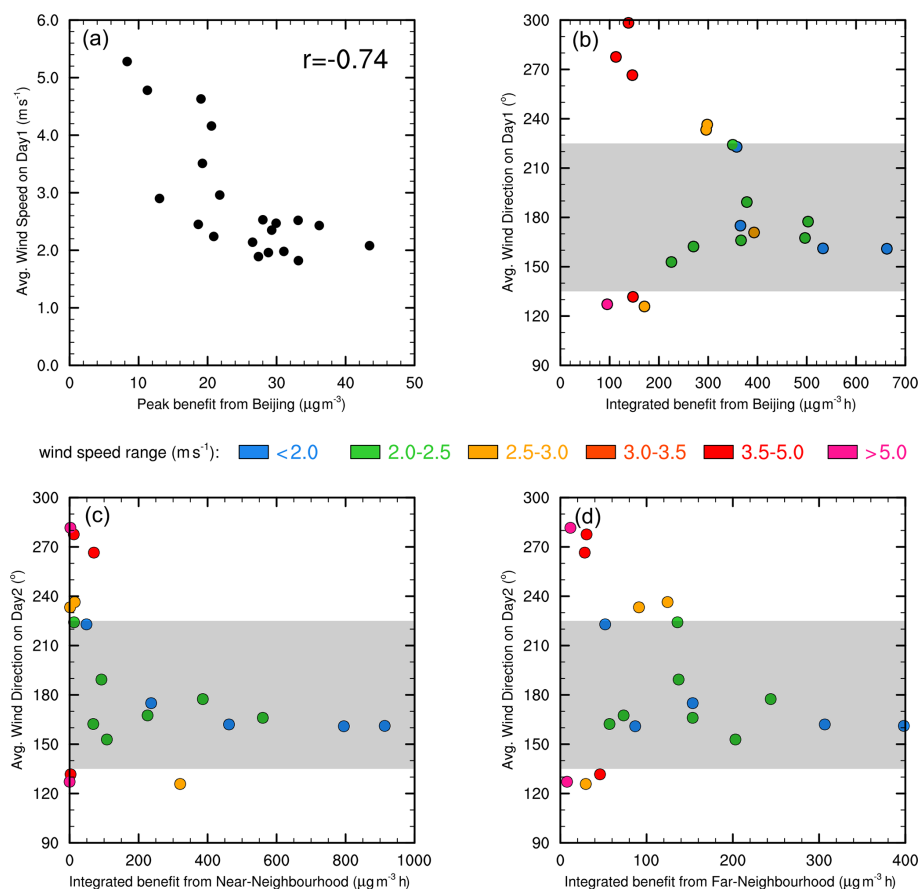 (a)
r=-0.74
6.0
5.0
4.0
3.0
2.0
1.0
0.0
Avg. Wind Speed on Day1 (m s⁻¹)
0 10 20 30 40 50
Peak benefit from Beijing (µg m⁻³)
(b)
300
270
240
210
180
150
120
90
Avg. Wind Direction on Day1 (°)
0 100 200 300 400 500 600 700
Integrated benefit from Beijing (µg m⁻³ h)
wind speed range (m s⁻¹): <2.0 2.0-2.5 2.5-3.0 3.0-3.5 3.5-5.0 >5.0
(c)
300
270
240
210
180
150
120
90
Avg. Wind Direction on Day2 (°)
0 200 400 600 800 1000
Integrated benefit from Near-Neighbourhood (µg m⁻³ h)
(d)
300
270
240
210
180
150
120
90
Avg. Wind Direction on Day2 (°)
0 100 200 300 400
Integrated benefit from Far-Neighbourhood (µg m⁻³ h)